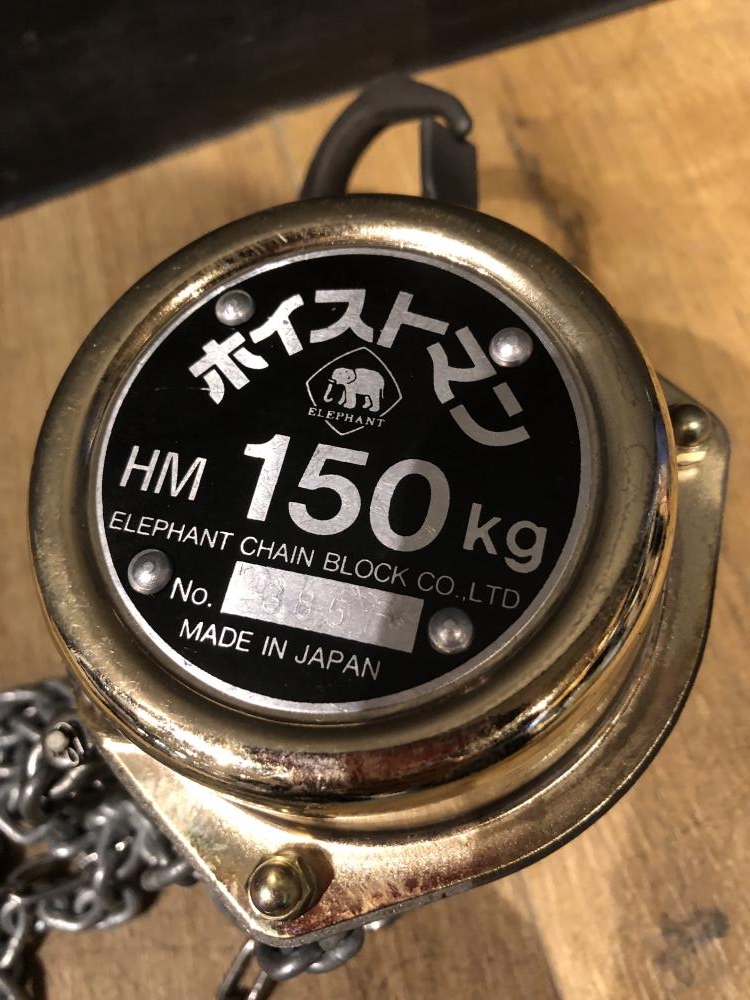 ホイストマン
ELEPHANT
HM 150 kg
ELEPHANT CHAIN BLOCK CO.,LTD
No.
MADE IN JAPAN